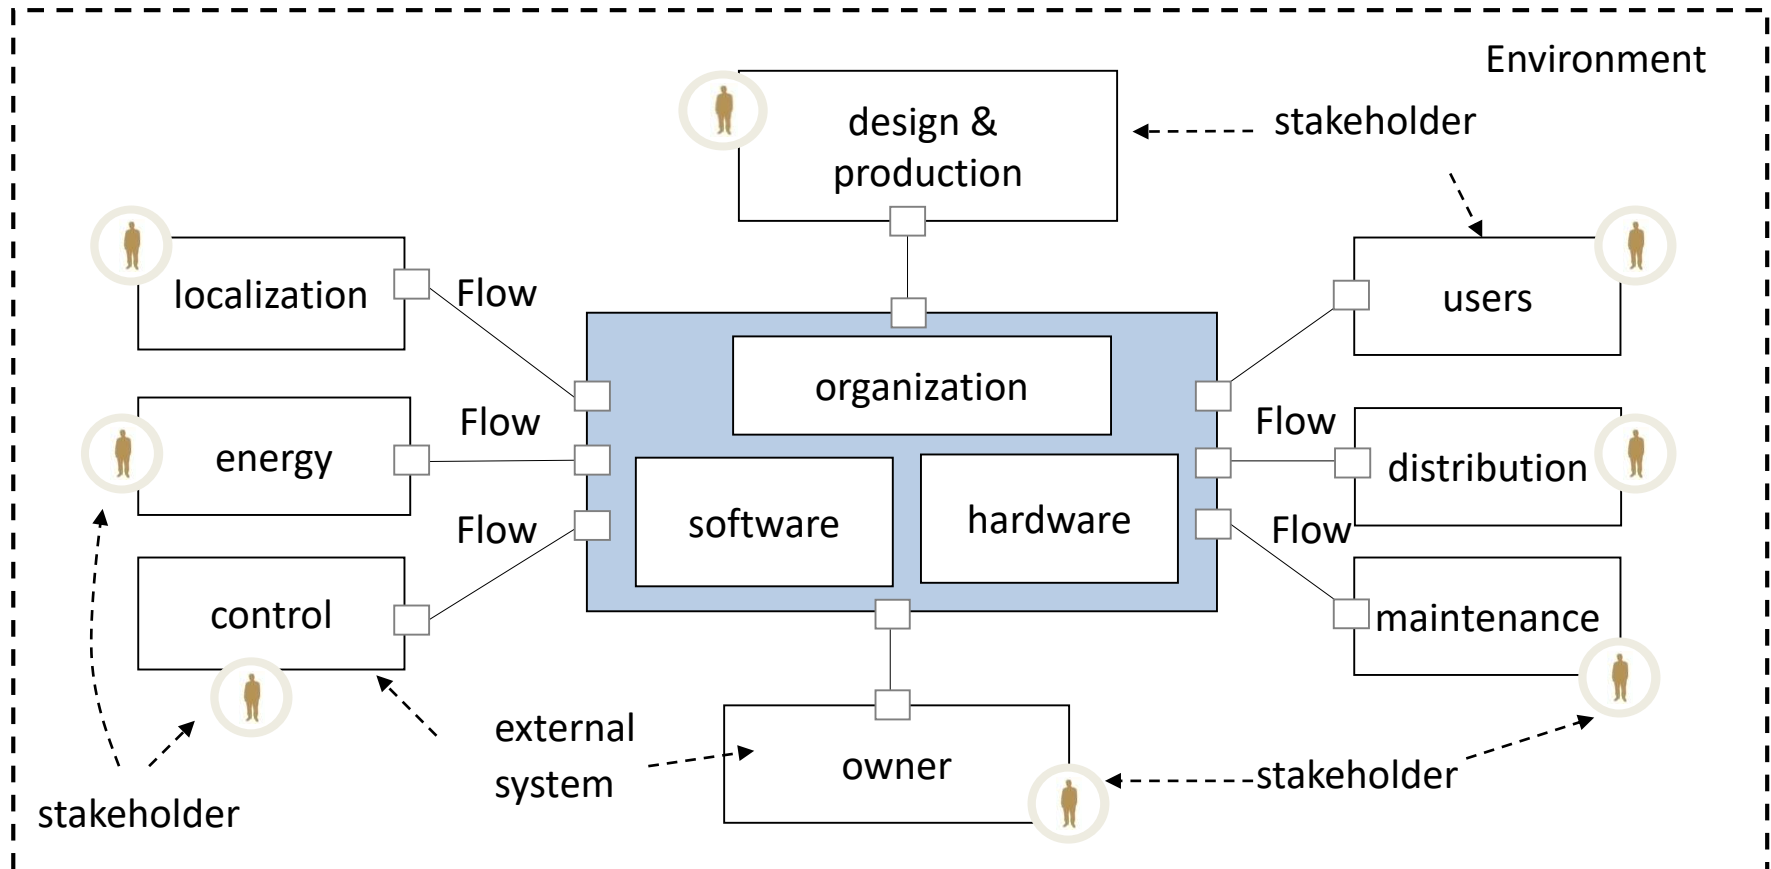 Environment
design &
production
stakeholder
localization
Flow
users
organization
energy
Flow
Flow
distribution
software
hardware
control
Flow
Flow
maintenance
external
system
owner
stakeholder
stakeholder